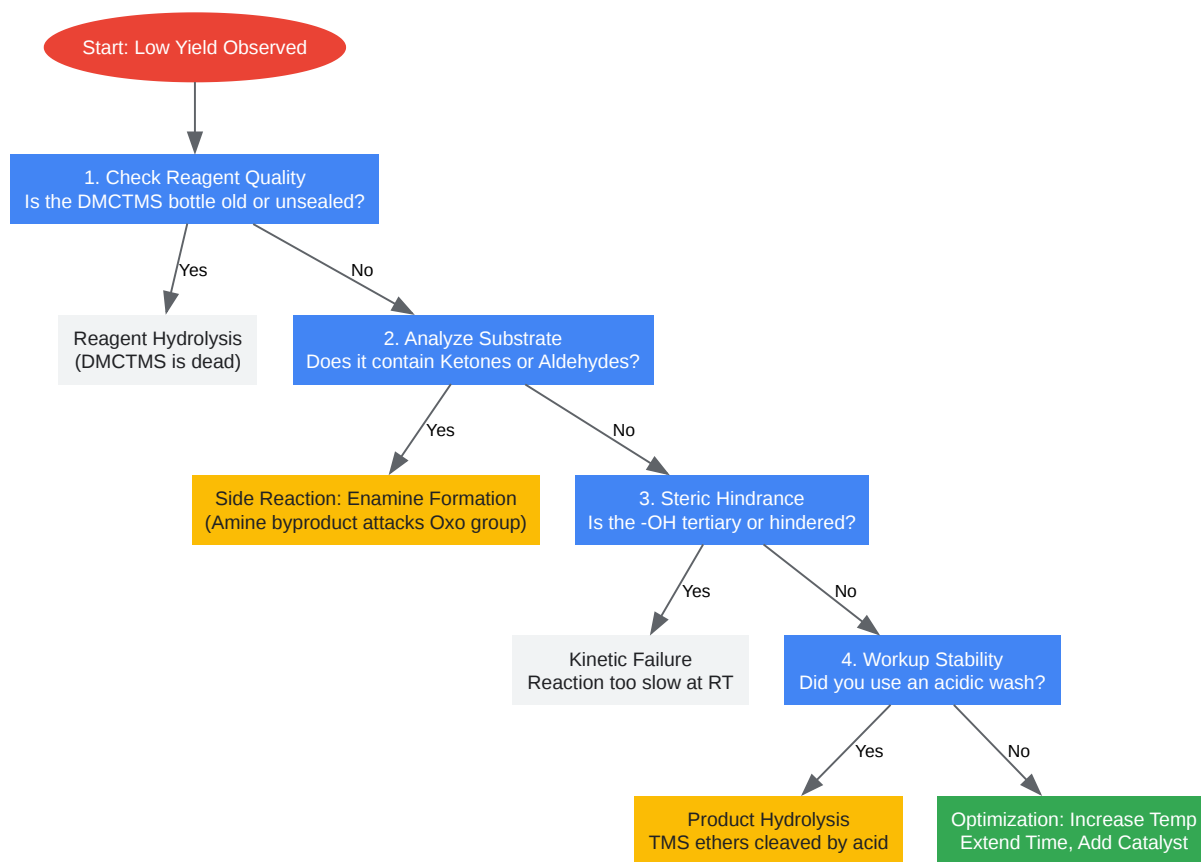 Start: Low Yield Observed
1. Check Reagent Quality
Is the DMCTMS bottle old or unsealed?
Yes
No
Reagent Hydrolysis
(DMCTMS is dead)
2. Analyze Substrate
Does it contain Ketones or Aldehydes?
Yes
No
Side Reaction: Enamine Formation
(Amine byproduct attacks Oxo group)
3. Steric Hindrance
Is the -OH tertiary or hindered?
Yes
No
Kinetic Failure
Reaction too slow at RT
4. Workup Stability
Did you use an acidic wash?
Yes
No
Product Hydrolysis
TMS ethers cleaved by acid
Optimization: Increase Temp
Extend Time, Add Catalyst